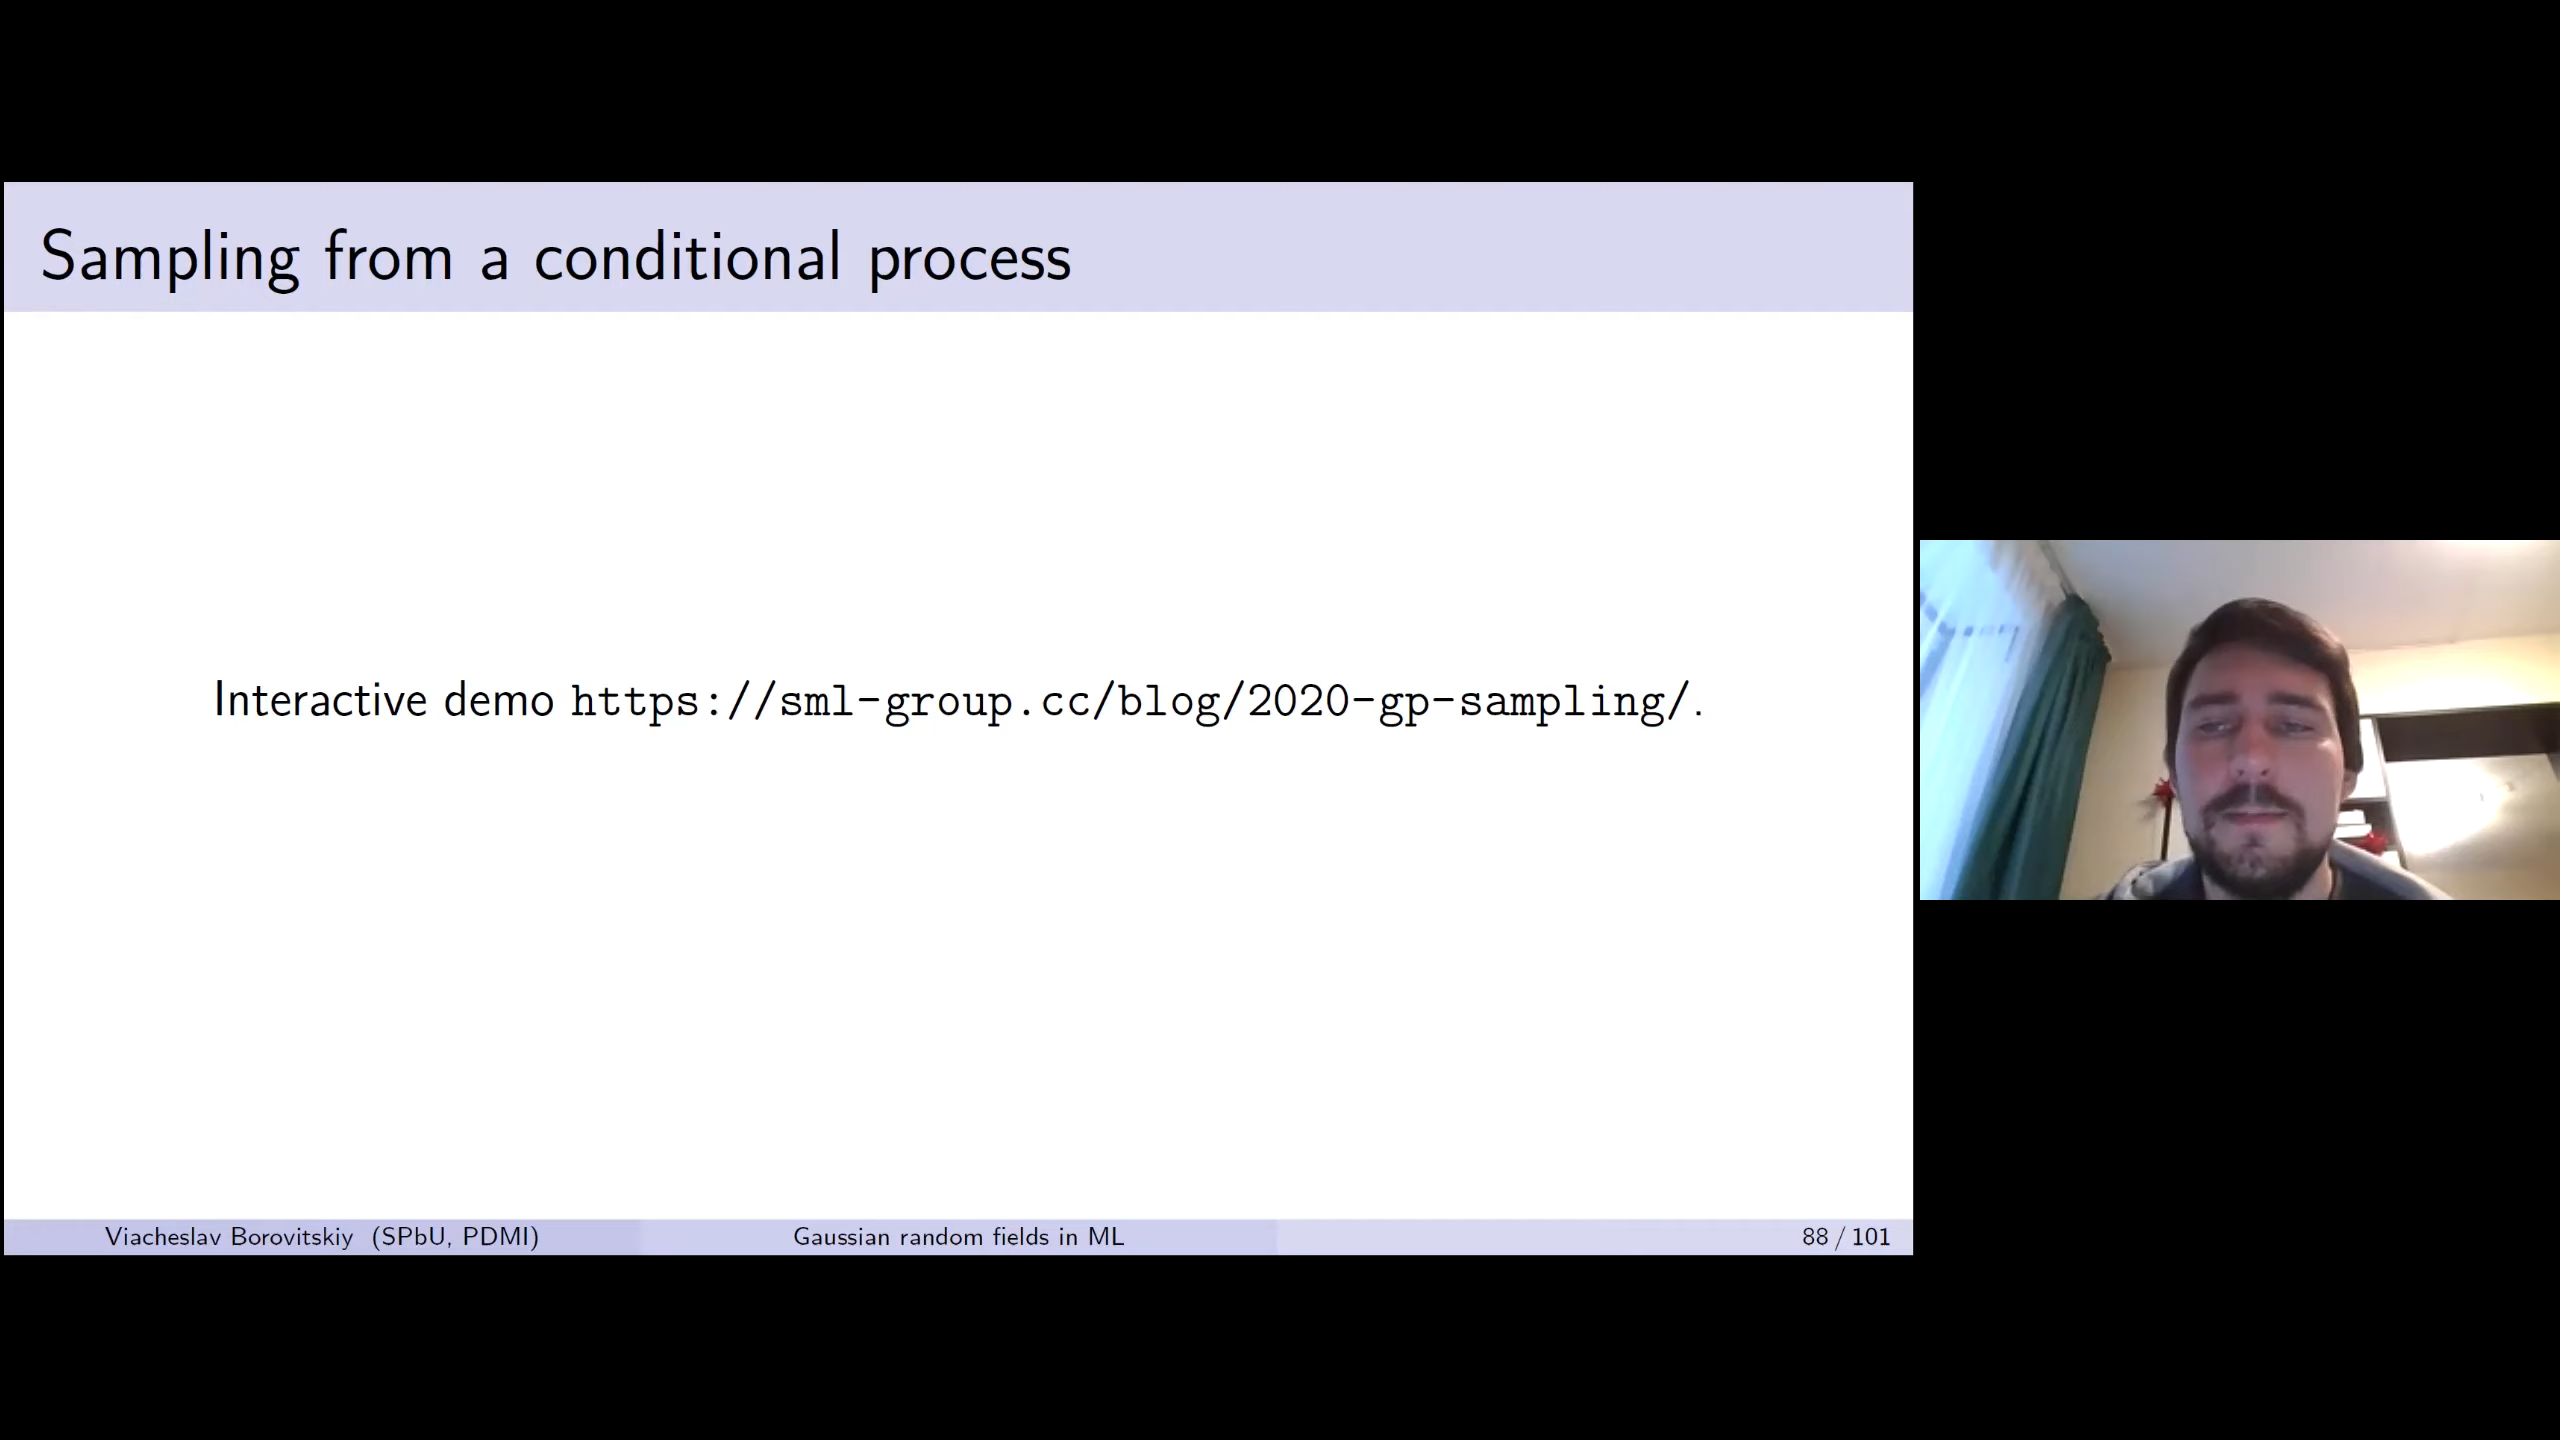 Sampling from a conditional process
Interactive demo https://sml-group.cc/blog/2020-gp-sampling/.
Viacheslav Borovitskiy (SPbU, PDMI)
Gaussian random fields in ML
88 / 101